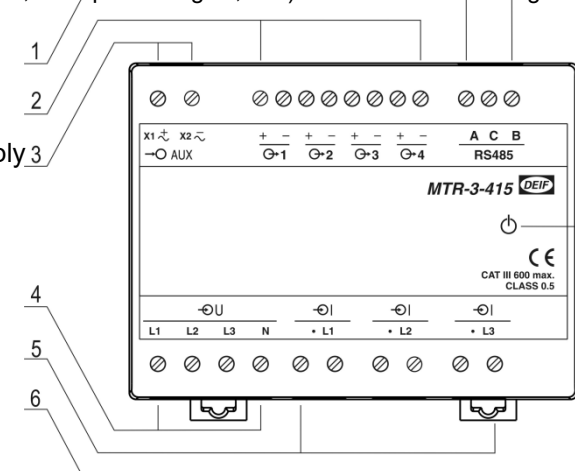 1
2
ply 3
X1 X2
AUX
+ − + − + − + −
1 2 3 4
A C B
RS485
MTR-3-415 DEIF
CE
CAT III 600 max.
CLASS 0.5
4
U I I I
L1 L2 L3 N • L1 • L2 • L3
5
6